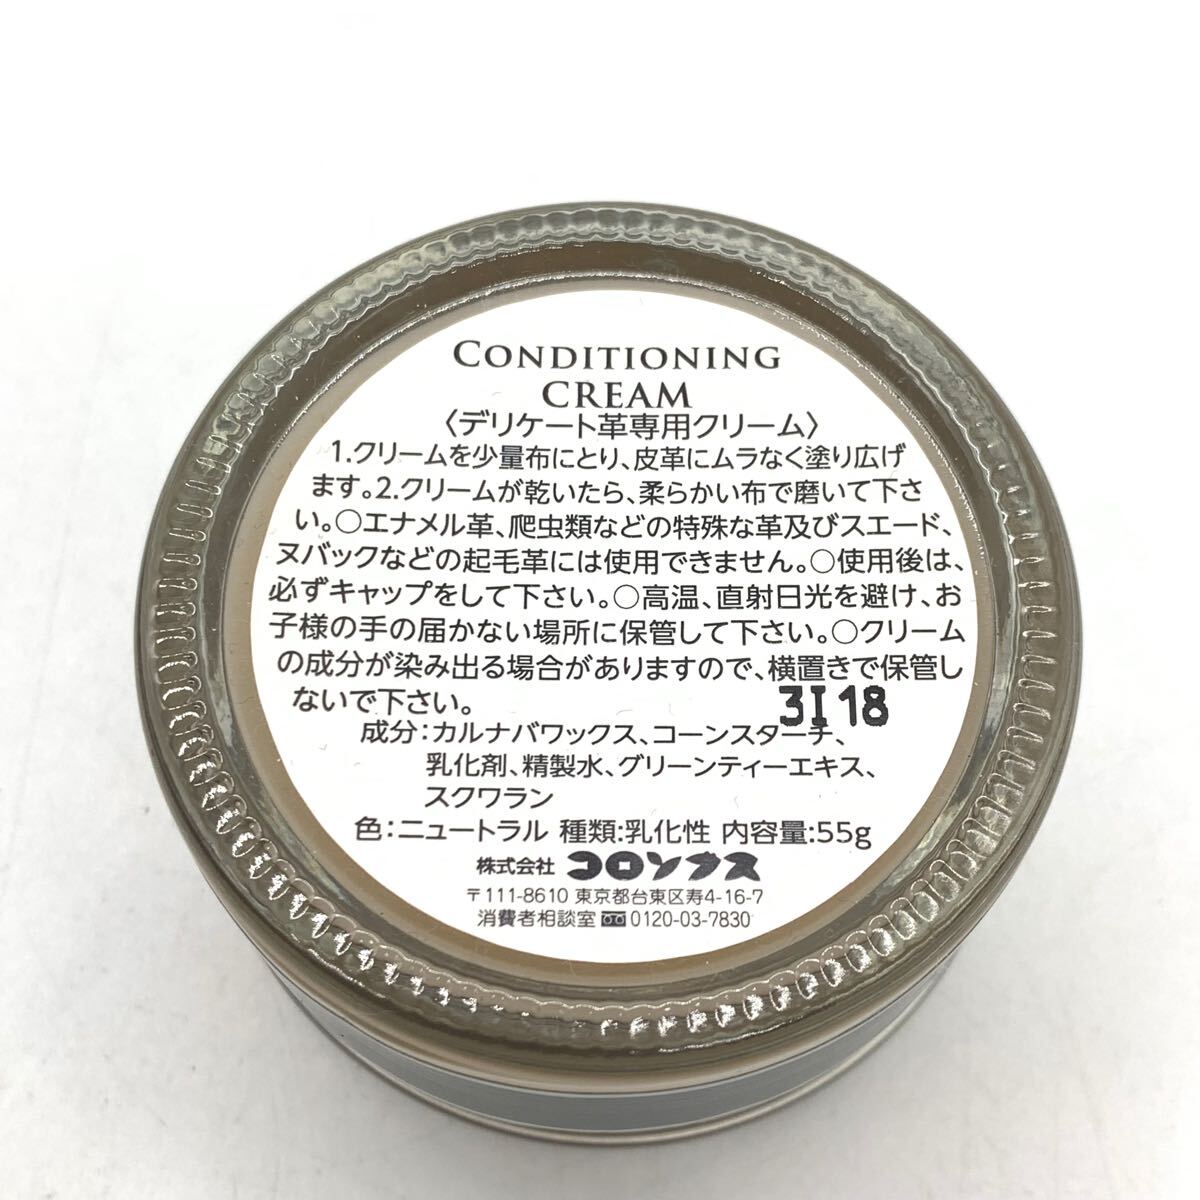 CONDITIONING
CREAM
〈デリケート革専用クリーム〉
1.クリームを少量布にとり、皮革にムラなく塗り広げ
ます。2.クリームが乾いたら、柔らかい布で磨いて下さ
い。○エナメル革、爬虫類などの特殊な革及びスエード、
ヌバックなどの起毛革には使用できません。○使用後は、
必ずキャップをして下さい。○高温、直射日光を避け、お
子様の手の届かない場所に保管して下さい。○クリーム
の成分が染み出る場合がありますので、横置きで保管し
ないで下さい。
3I18
成分:カルナバワックス、コーンスターチ、
乳化剤、精製水、グリーンティーエキス、
スクワラン
色:ニュートラル 種類:乳化性 内容量:55g
株式会社 コロンブス
〒111-8610 東京都台東区寿4-16-7
消費者相談室 0120-03-7830